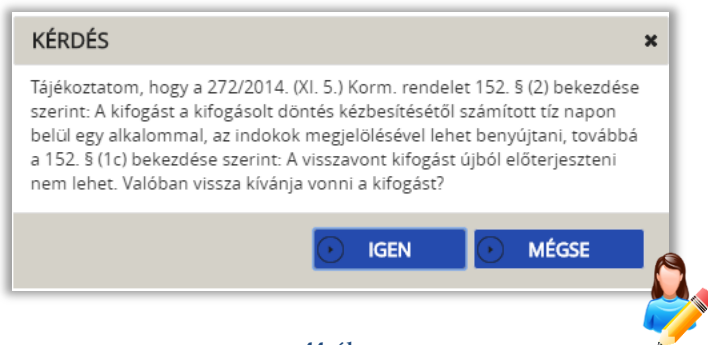 KÉRDÉS
Tájékoztatom, hogy a 272/2014. (XI. 5.) Korm. rendelet 152. § (2) bekezdése
szerint: A kifogást a kifogásolt döntés kézbesítésétől számított tíz napon
belül egy alkalommal, az indokok megjelölésével lehet benyújtani, továbbá
a 152. § (1c) bekezdése szerint: A visszavont kifogást újból előterjeszteni
nem lehet. Valóban vissza kívánja vonni a kifogást?
IGEN MÉGSE